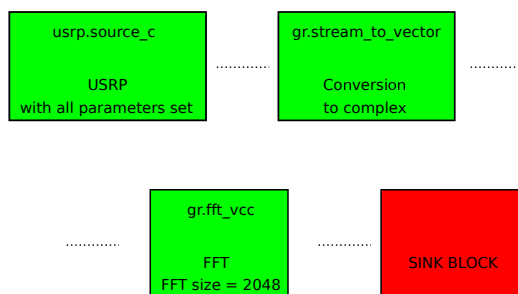 usrp.source_c
USRP
with all parameters set
gr.stream_to_vector
Conversion
to complex
gr.fft_vcc
FFT
FFT size = 2048
SINK BLOCK